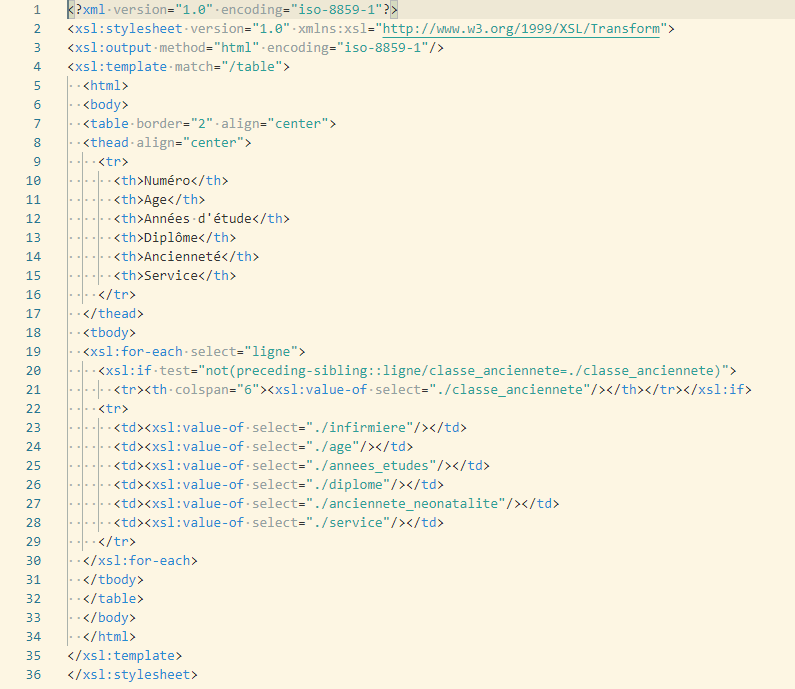 1 <?xml version="1.0" encoding="iso-8859-1"?>
2 <xsl:stylesheet version="1.0" xmlns:xsl="http://www.w3.org/1999/XSL/Transform">
3 <xsl:output method="html" encoding="iso-8859-1"/>
4 <xsl:template match="/table">
5   <html>
6   <body>
7   <table border="2" align="center">
8   <thead align="center">
9     <tr>
10       <th>Numéro</th>
11       <th>Age</th>
12       <th>Années d'étude</th>
13       <th>Diplôme</th>
14       <th>Ancienneté</th>
15       <th>Service</th>
16     </tr>
17   </thead>
18   <tbody>
19   <xsl:for-each select="ligne">
20     <xsl:if test="not(preceding-sibling::ligne/classe_anciennete=./classe_anciennete)">
21       <tr><th colspan="6"><xsl:value-of select="./classe_anciennete"/></th></tr></xsl:if>
22     <tr>
23       <td><xsl:value-of select="./infirmiere"/></td>
24       <td><xsl:value-of select="./age"/></td>
25       <td><xsl:value-of select="./annees_etudes"/></td>
26       <td><xsl:value-of select="./diplome"/></td>
27       <td><xsl:value-of select="./anciennete_neonatalite"/></td>
28       <td><xsl:value-of select="./service"/></td>
29     </tr>
30   </xsl:for-each>
31   </tbody>
32   </table>
33   </body>
34   </html>
35 </xsl:template>
36 </xsl:stylesheet>